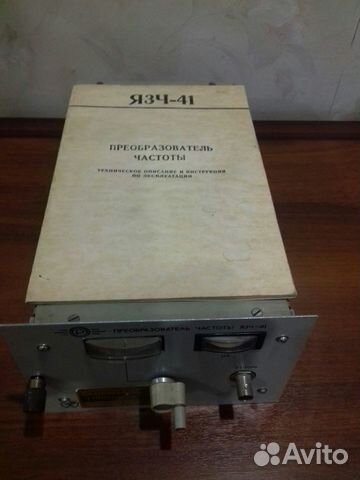 ЯЗЧ-41
ПРЕОБРАЗОВАТЕЛЬ
ЧАСТОТЫ
ТЕХНИЧЕСКОЕ ОПИСАНИЕ И ИНСТРУКЦИЯ
ПО ЭКСПЛУАТАЦИИ
ПРЕОБРАЗОВАТЕЛЬ ЧАСТОТЫ ЯЗЧ-41
Avito